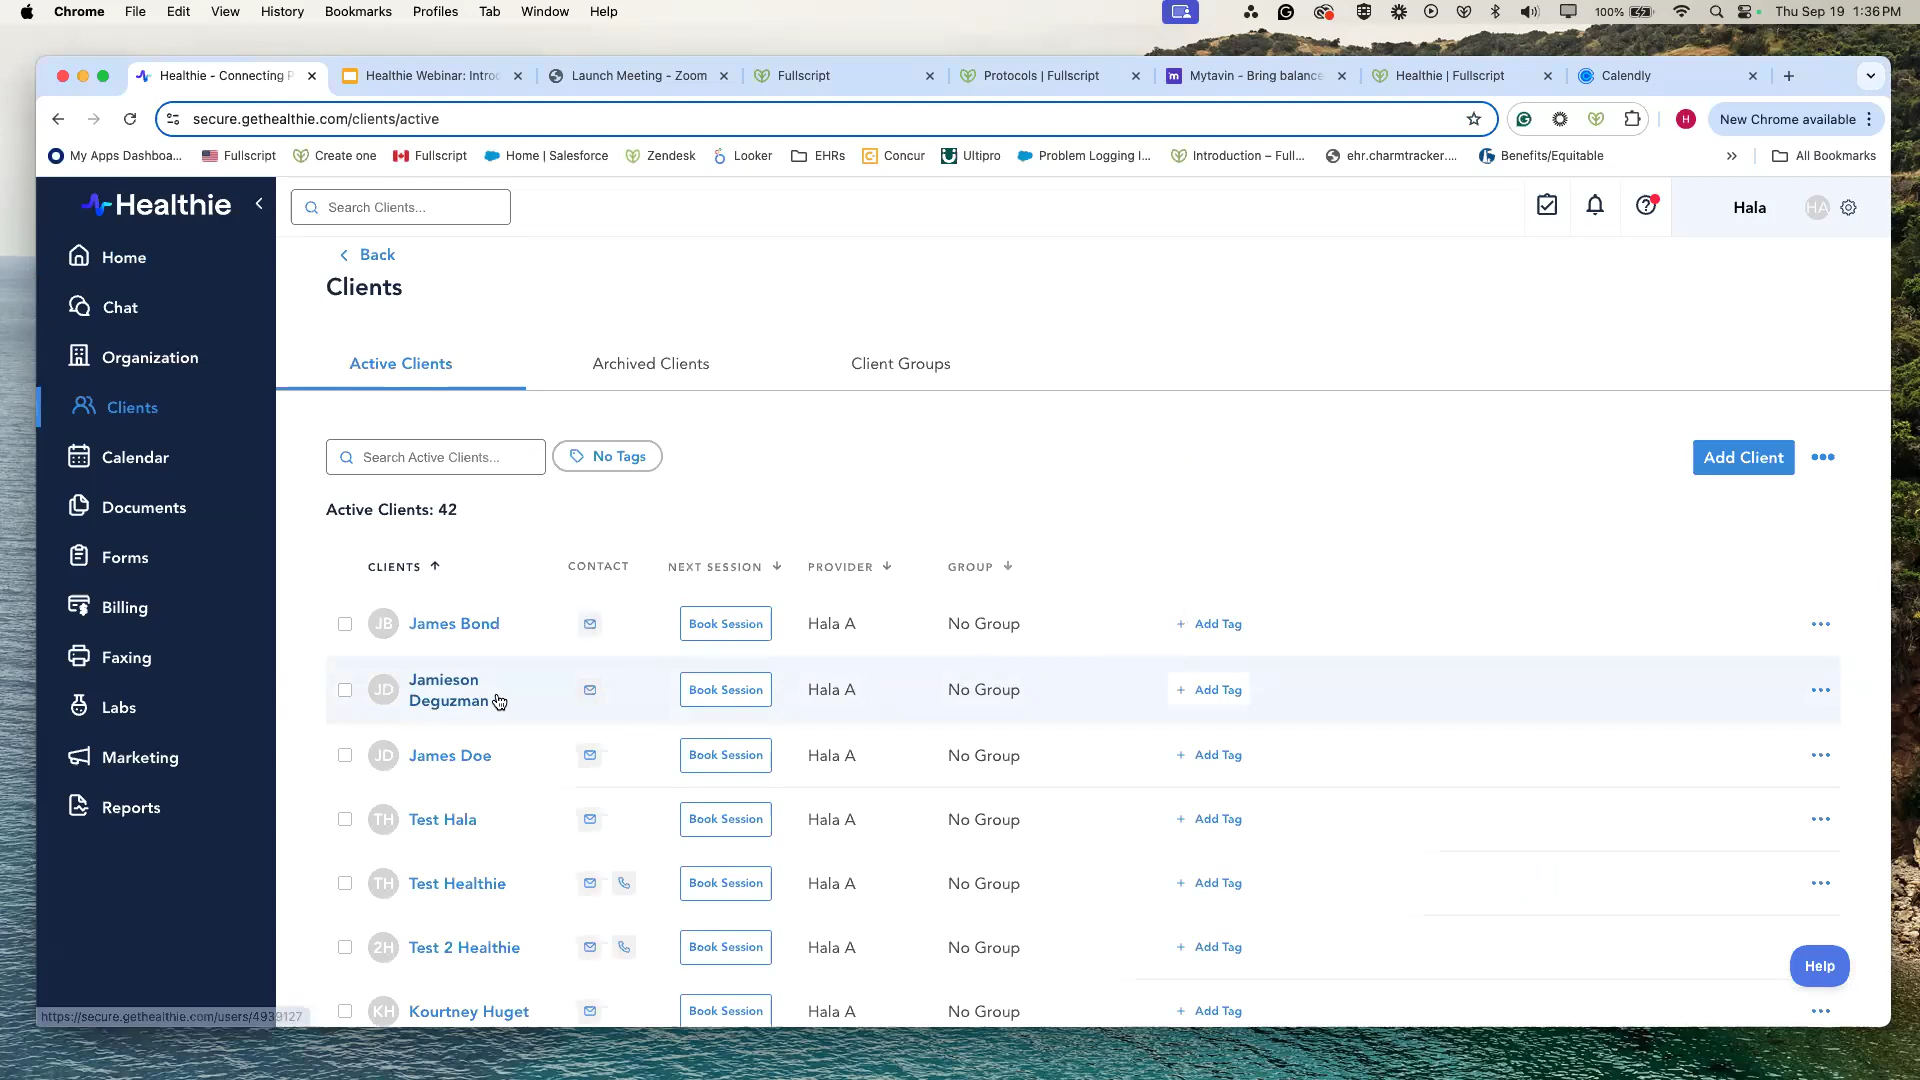 Chrome File Edit View History Bookmarks Profiles Tab Window Help
100% Thu Sep 19 1:36 PM
Healthie - Connecting P
Healthie Webinar: Intro
Launch Meeting - Zoom
Fullscript
Protocols | Fullscript
Mytavin - Bring balance
Healthie | Fullscript
Calendly
secure.gethealthie.com/clients/active
H
New Chrome available
My Apps Dashboa...
Fullscript
Create one
Fullscript
Home | Salesforce
Zendesk
Looker
EHRs
Concur
Ultipro
Problem Logging I...
Introduction – Full...
ehr.charmtracker....
Benefits/Equitable
All Bookmarks
Healthie
Search Clients...
Hala
HA
Home
Chat
Organization
Clients
Calendar
Documents
Forms
Billing
Faxing
Labs
Marketing
Reports
Back
Clients
Active Clients
Archived Clients
Client Groups
Search Active Clients...
No Tags
Add Client
Active Clients: 42
CLIENTS CONTACT NEXT SESSION PROVIDER GROUP
JB James Bond Book Session Hala A No Group + Add Tag
JD Jamieson
Deguzman Book Session Hala A No Group + Add Tag
JD James Doe Book Session Hala A No Group + Add Tag
TH Test Hala Book Session Hala A No Group + Add Tag
TH Test Healthie Book Session Hala A No Group + Add Tag
2H Test 2 Healthie Book Session Hala A No Group + Add Tag
KH Kourtney Huget Book Session Hala A No Group + Add Tag
Help
https://secure.gethealthie.com/users/4939127